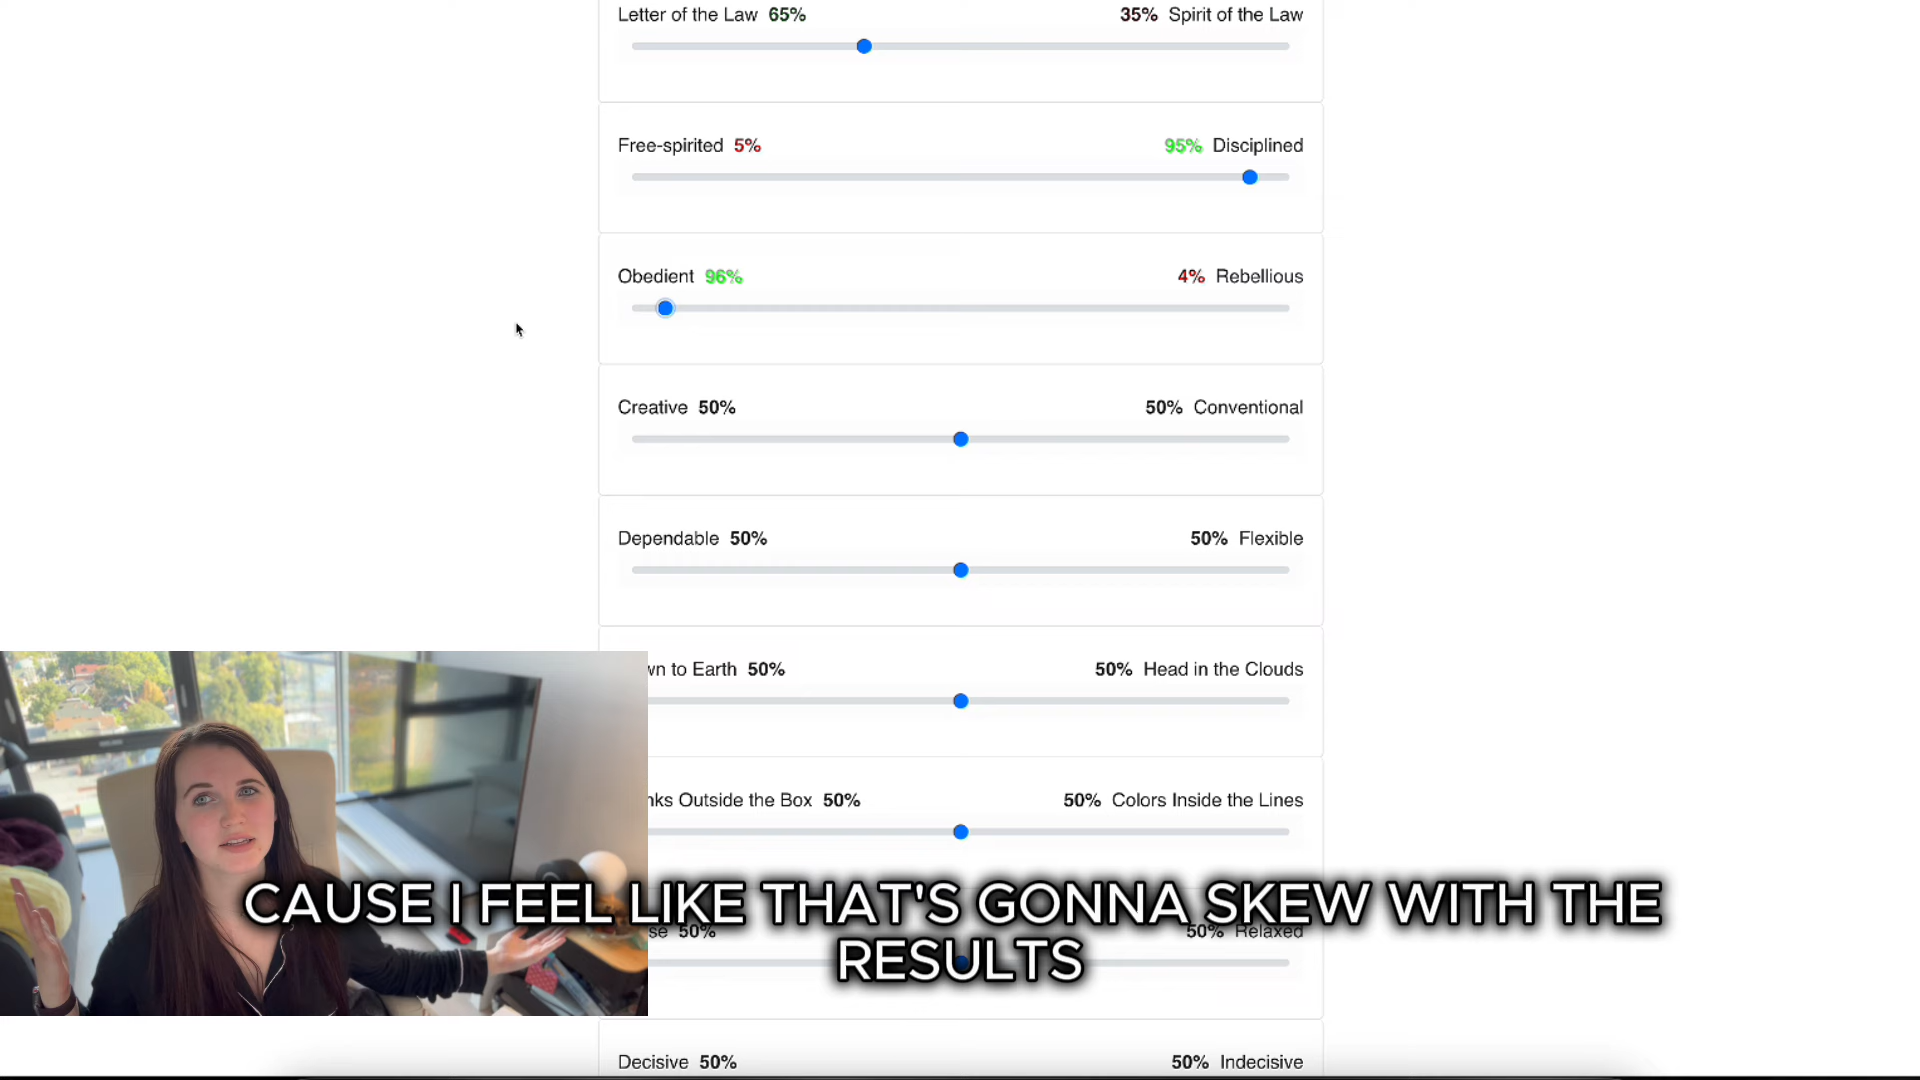 Letter of the Law 65% 35% Spirit of the Law
Free-spirited 5% 95% Disciplined
Obedient 96% 4% Rebellious
Creative 50% 50% Conventional
Dependable 50% 50% Flexible
wn to Earth 50% 50% Head in the Clouds
nks Outside the Box 50% 50% Colors Inside the Lines
CAUSE I FEEL LIKE THAT'S GONNA SKEW WITH THE
se 50% 50% Relaxed
RESULTS
Decisive 50% 50% Indecisive